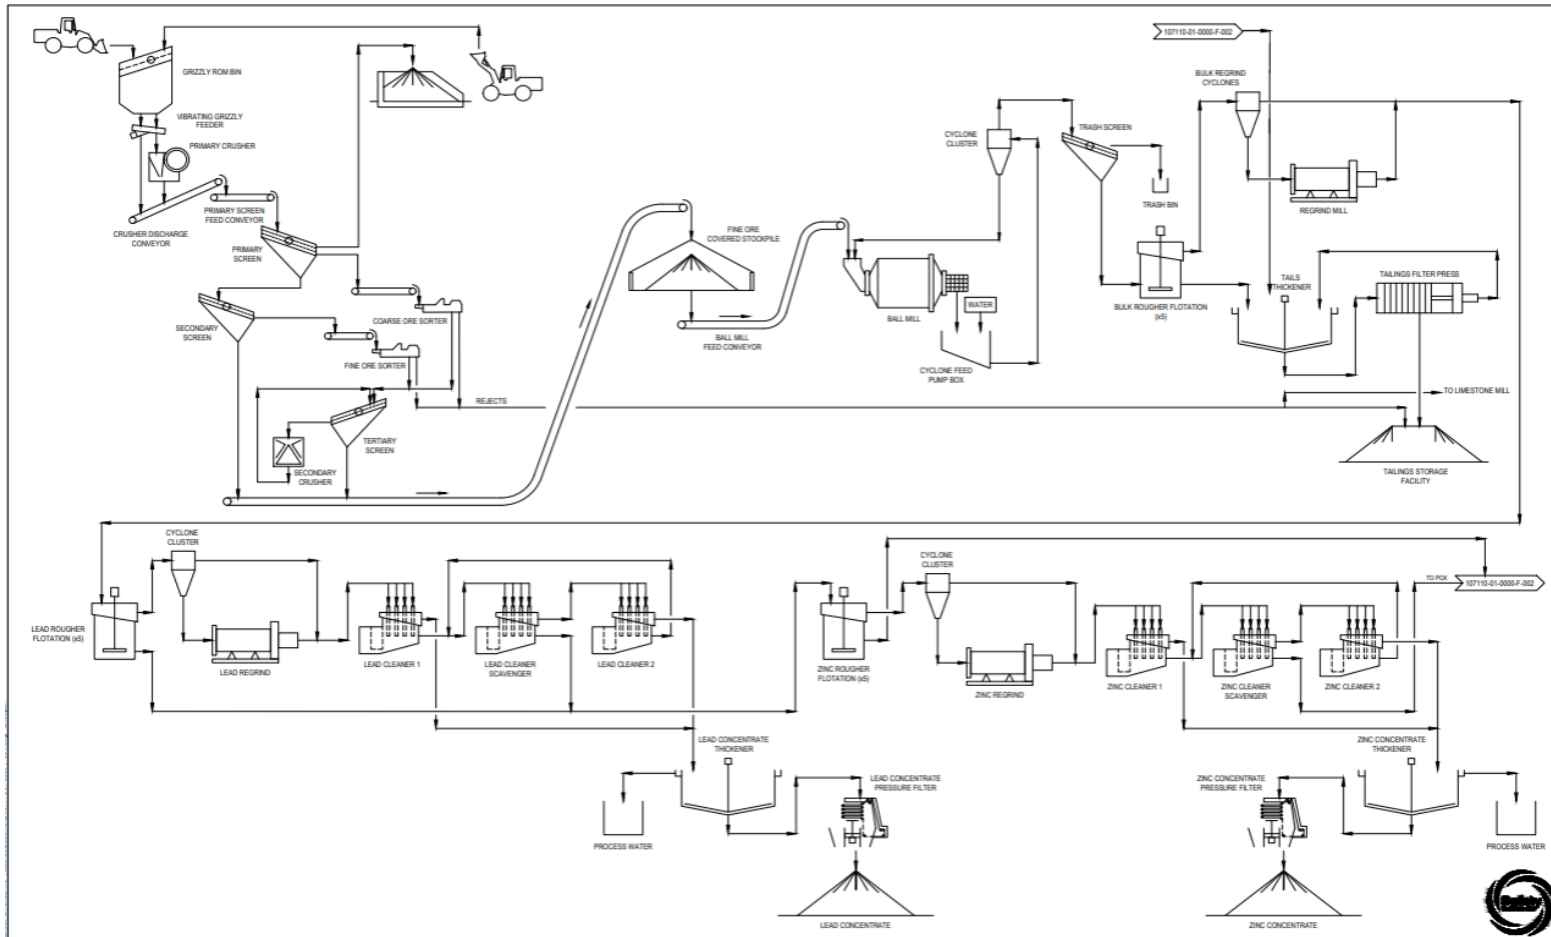 107110-01-0000-F-002
GRIZZLY ROM BIN
BULK REGRIND
CYCLONES
VIBRATING GRIZZLY
FEEDER
PRIMARY CRUSHER
CYCLONE
CLUSTER
TRASH SCREEN
TRASH BIN
REGRIND MILL
PRIMARY SCREEN
FEED CONVEYOR
CRUSHER DISCHARGE
CONVEYOR
PRIMARY
SCREEN
FINE ORE
COVERED STOCKPILE
TAILS
THICKENER
TAILINGS FILTER PRESS
SECONDARY
SCREEN
COARSE ORE SORTER
WATER
BALL MILL
BULK ROUGHER FLOTATION
(x5)
FINE ORE SORTER
BALL MILL
FEED CONVEYOR
CYCLONE FEED
PUMP BOX
REJECTS
TO LIMESTONE MILL
TERTIARY
SCREEN
SECONDARY
CRUSHER
TAILINGS STORAGE
FACILITY
CYCLONE
CLUSTER
CYCLONE
CLUSTER
TO POX
107110-01-0000-F-002
LEAD ROUGHER
FLOTATION (x5)
LEAD REGRIND
LEAD CLEANER 1
LEAD CLEANER
SCAVENGER
LEAD CLEANER 2
ZINC ROUGHER
FLOTATION (x5)
ZINC REGRIND
ZINC CLEANER 1
ZINC CLEANER
SCAVENGER
ZINC CLEANER 2
LEAD CONCENTRATE
THICKENER
ZINC CONCENTRATE
THICKENER
LEAD CONCENTRATE
PRESSURE FILTER
ZINC CONCENTRATE
PRESSURE FILTER
PROCESS WATER
PROCESS WATER
LEAD CONCENTRATE
ZINC CONCENTRATE